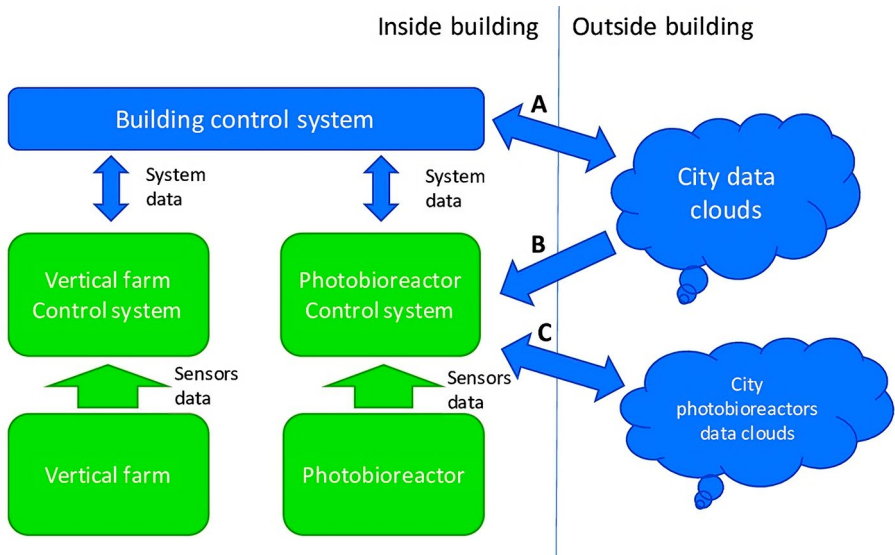 Inside building
Outside building
A
Building control system
System
data
System
data
City data
clouds
B
Vertical farm
Control system
Photobioreactor
Control system
C
Sensors
data
Sensors
data
City
photobioreactors
data clouds
Vertical farm
Photobioreactor